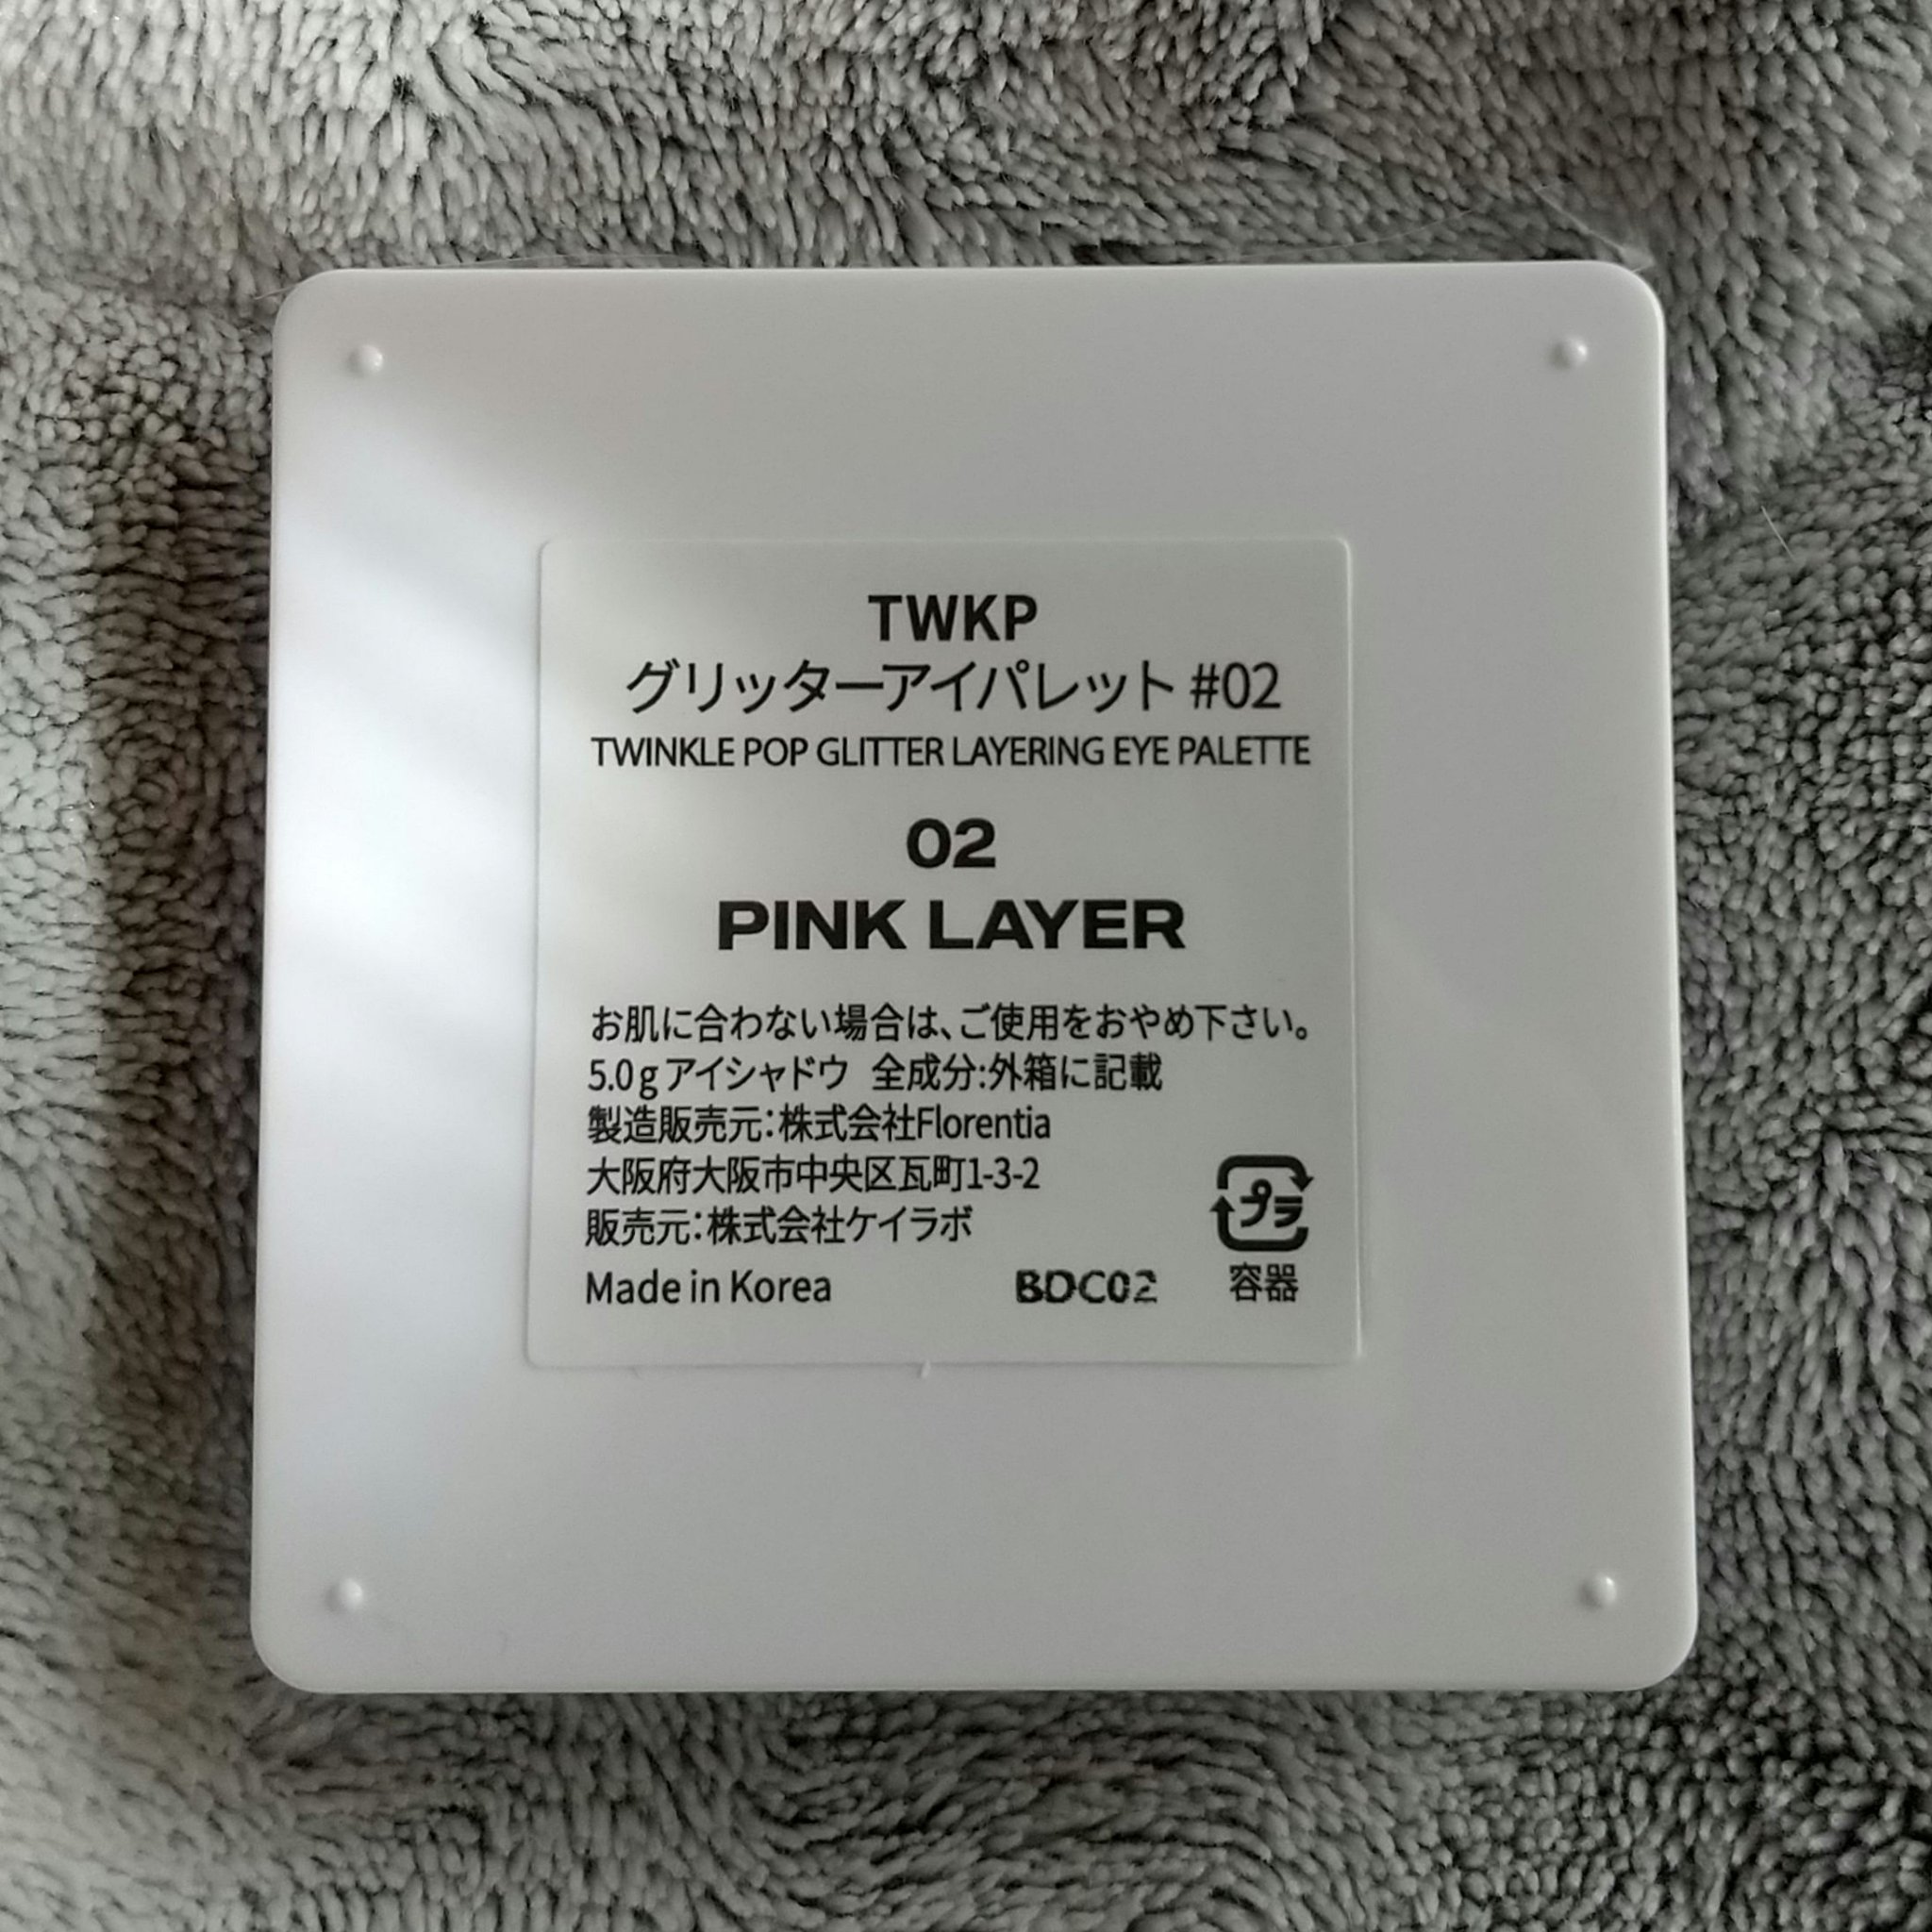 TWKP
グリッターアイパレット #02
TWINKLE POP GLITTER LAYERING EYE PALETTE
02
PINK LAYER
お肌に合わない場合は、ご使用をおやめ下さい。
5.0gアイシャドウ 全成分:外箱に記載
製造販売元:株式会社Florentia
大阪府大阪市中央区瓦町1-3-2
販売元:株式会社ケイラボ
プラ
Made in Korea BDC02 容器